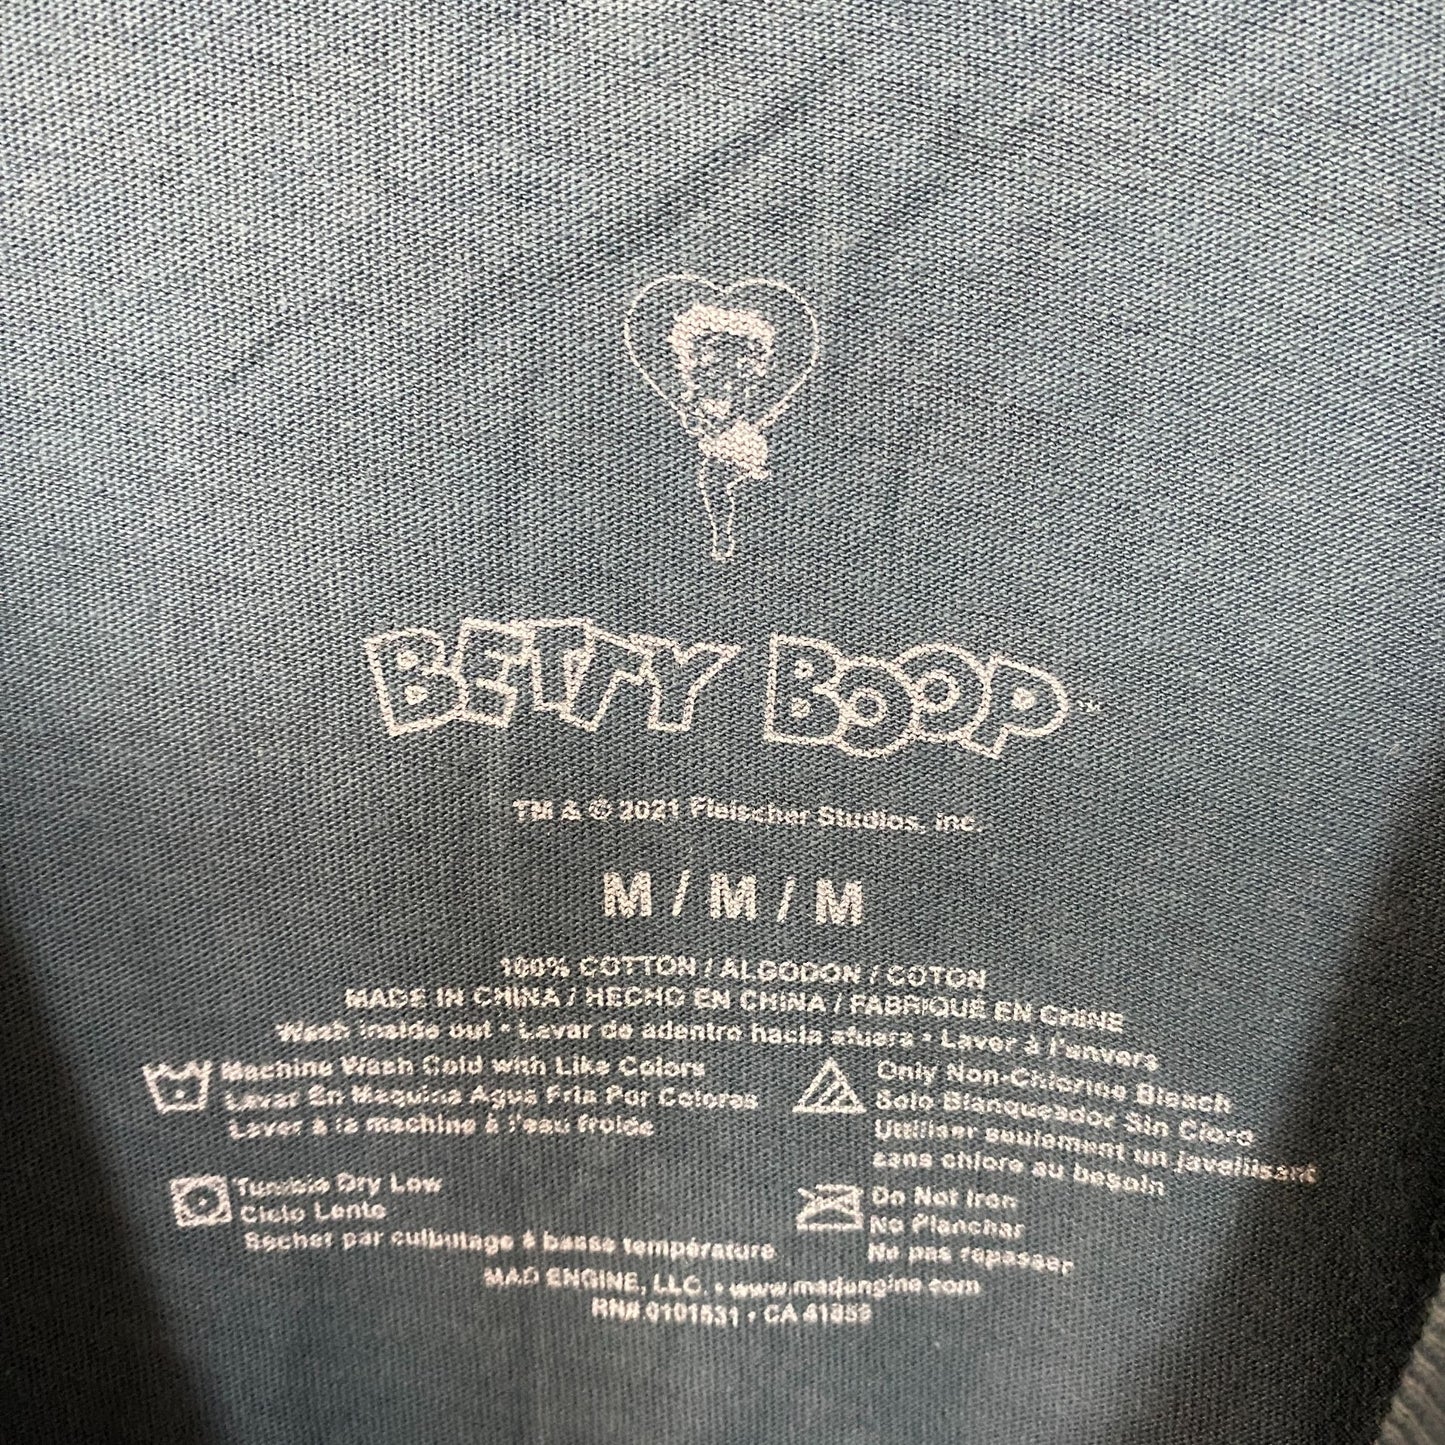 BETTY BOOP™
TM & © 2021 Fleischer Studios, Inc.
M / M / M
100% COTTON / ALGODON / COTON
MADE IN CHINA / HECHO EN CHINA / FABRIQUÉ EN CHINE
Wash inside out • Lavar de adentro hacia afuera • Laver à l'envers
Machine Wash Cold with Like Colors
Lavar En Maquina Agua Fria Por Colores
Laver à la machine à l'eau froide
Only Non-Chlorine Bleach
Solo Blanqueador Sin Cloro
Utiliser seulement un javellisant
sans chlore au besoin
Tumble Dry Low
Ciclo Lento
Secher par culbutage à basse température
Do Not Iron
No Planchar
Ne pas repasser
MAD ENGINE, LLC. • www.madengine.com
RN# 0101531 • CA 41859